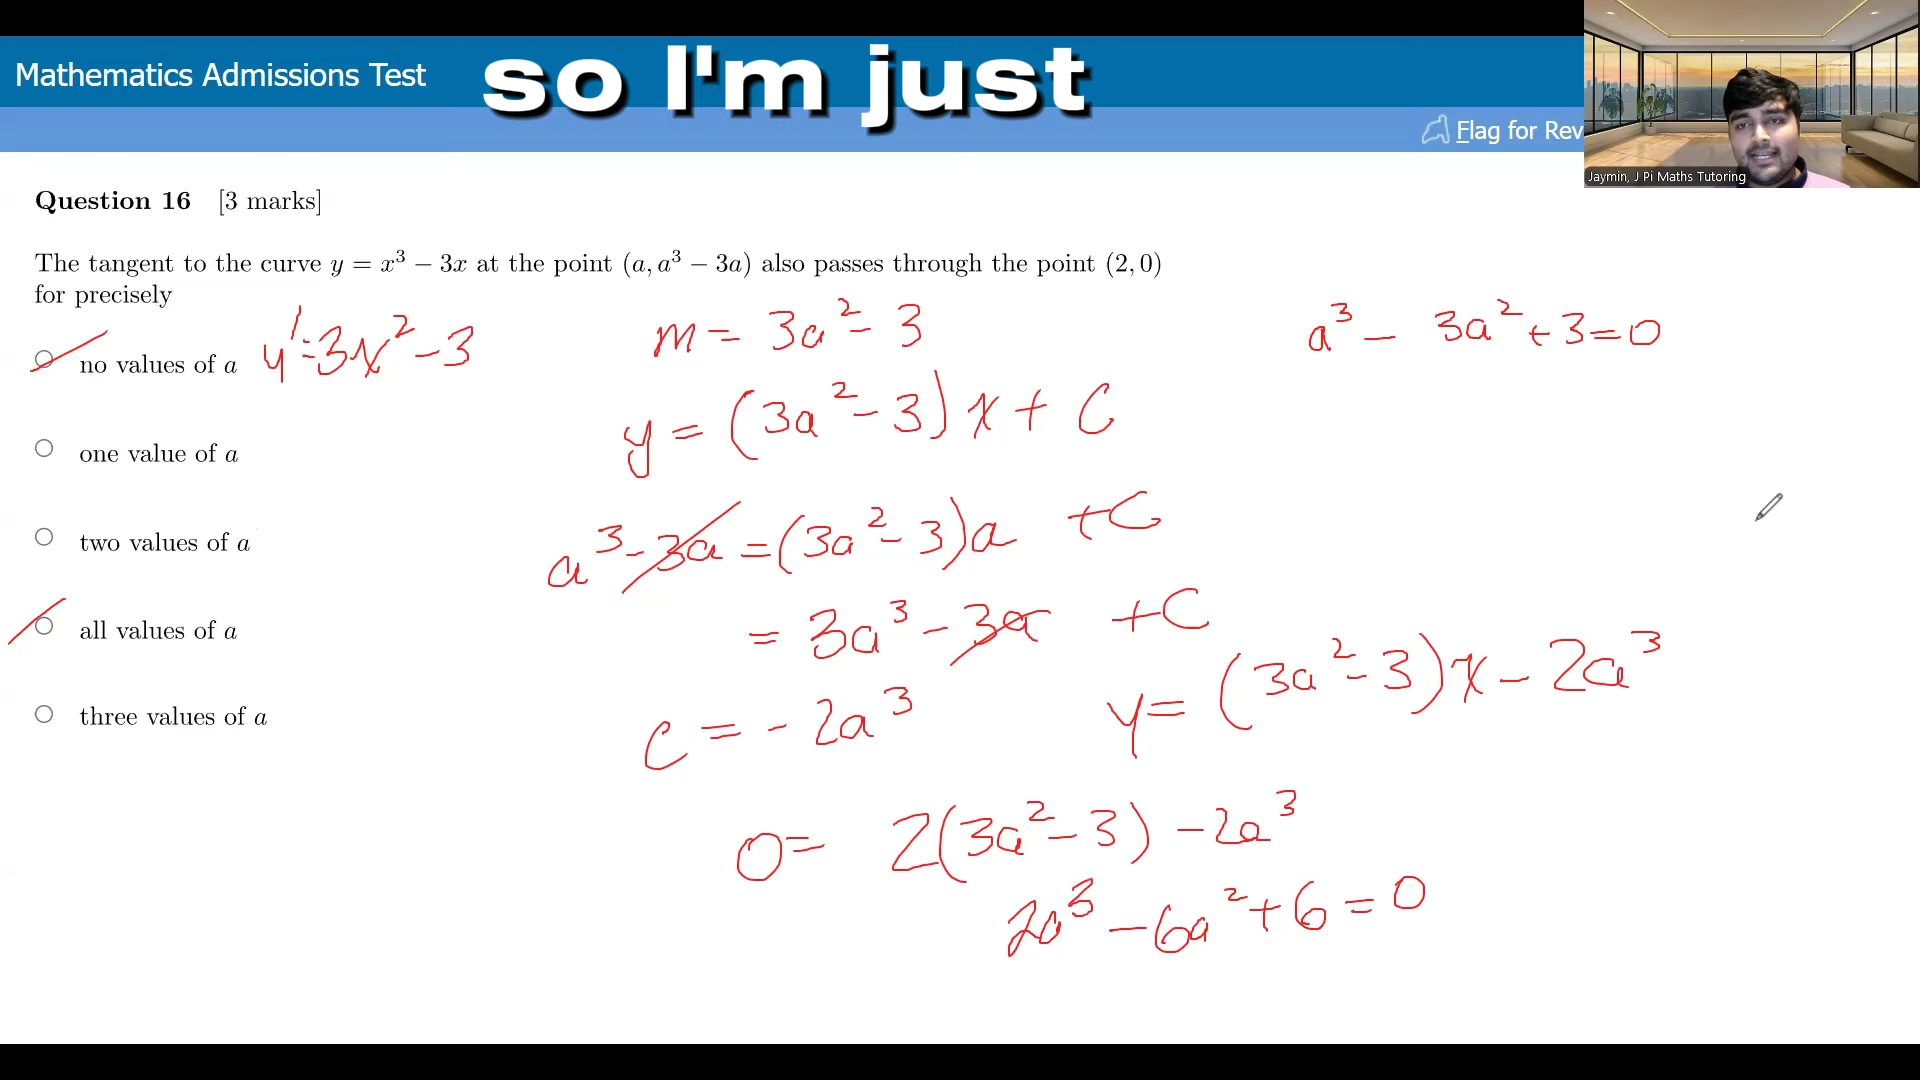 Mathematics Admissions Test
so I'm just
Flag for Rev
Jaymin, J Pi Maths Tutoring
Question 16 [3 marks]
The tangent to the curve y = x³ − 3x at the point (a, a³ − 3a) also passes through the point (2, 0)
for precisely
no values of a
one value of a
two values of a
all values of a
three values of a
y' = 3x² − 3
m = 3a² − 3
y = (3a² − 3)x + c
a³ − 3a = (3a² − 3)a + c
= 3a³ − 3a + c
c = −2a³
y = (3a² − 3)x − 2a³
0 = 2(3a² − 3) − 2a³
2a³ − 6a² + 6 = 0
a³ − 3a² + 3 = 0